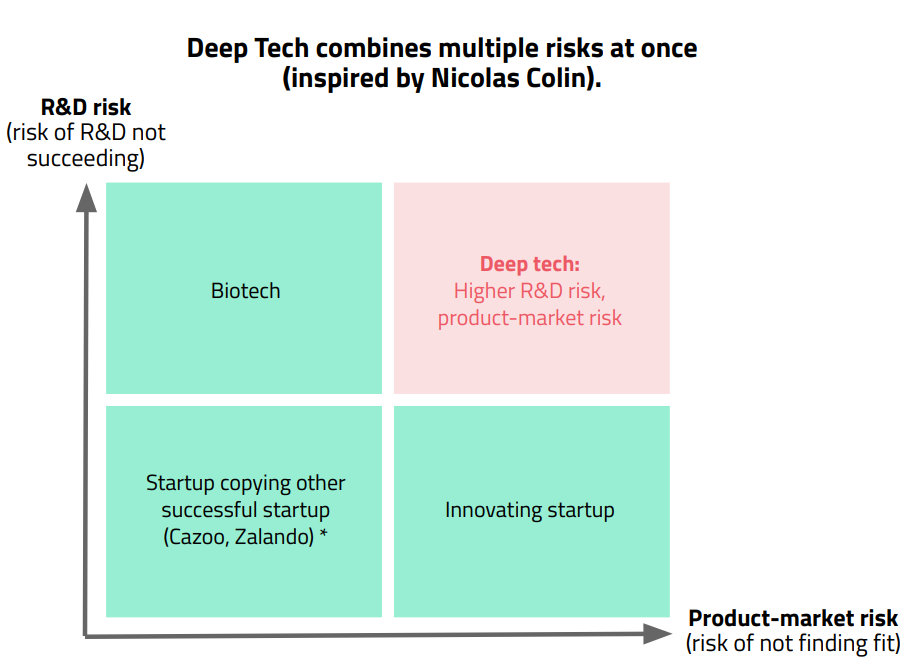 Deep Tech combines multiple risks at once
(inspired by Nicolas Colin).
R&D risk
(risk of R&D not
succeeding)
Biotech
Deep tech:
Higher R&D risk,
product-market risk
Startup copying other
successful startup
(Cazoo, Zalando) *
Innovating startup
Product-market risk
(risk of not finding fit)